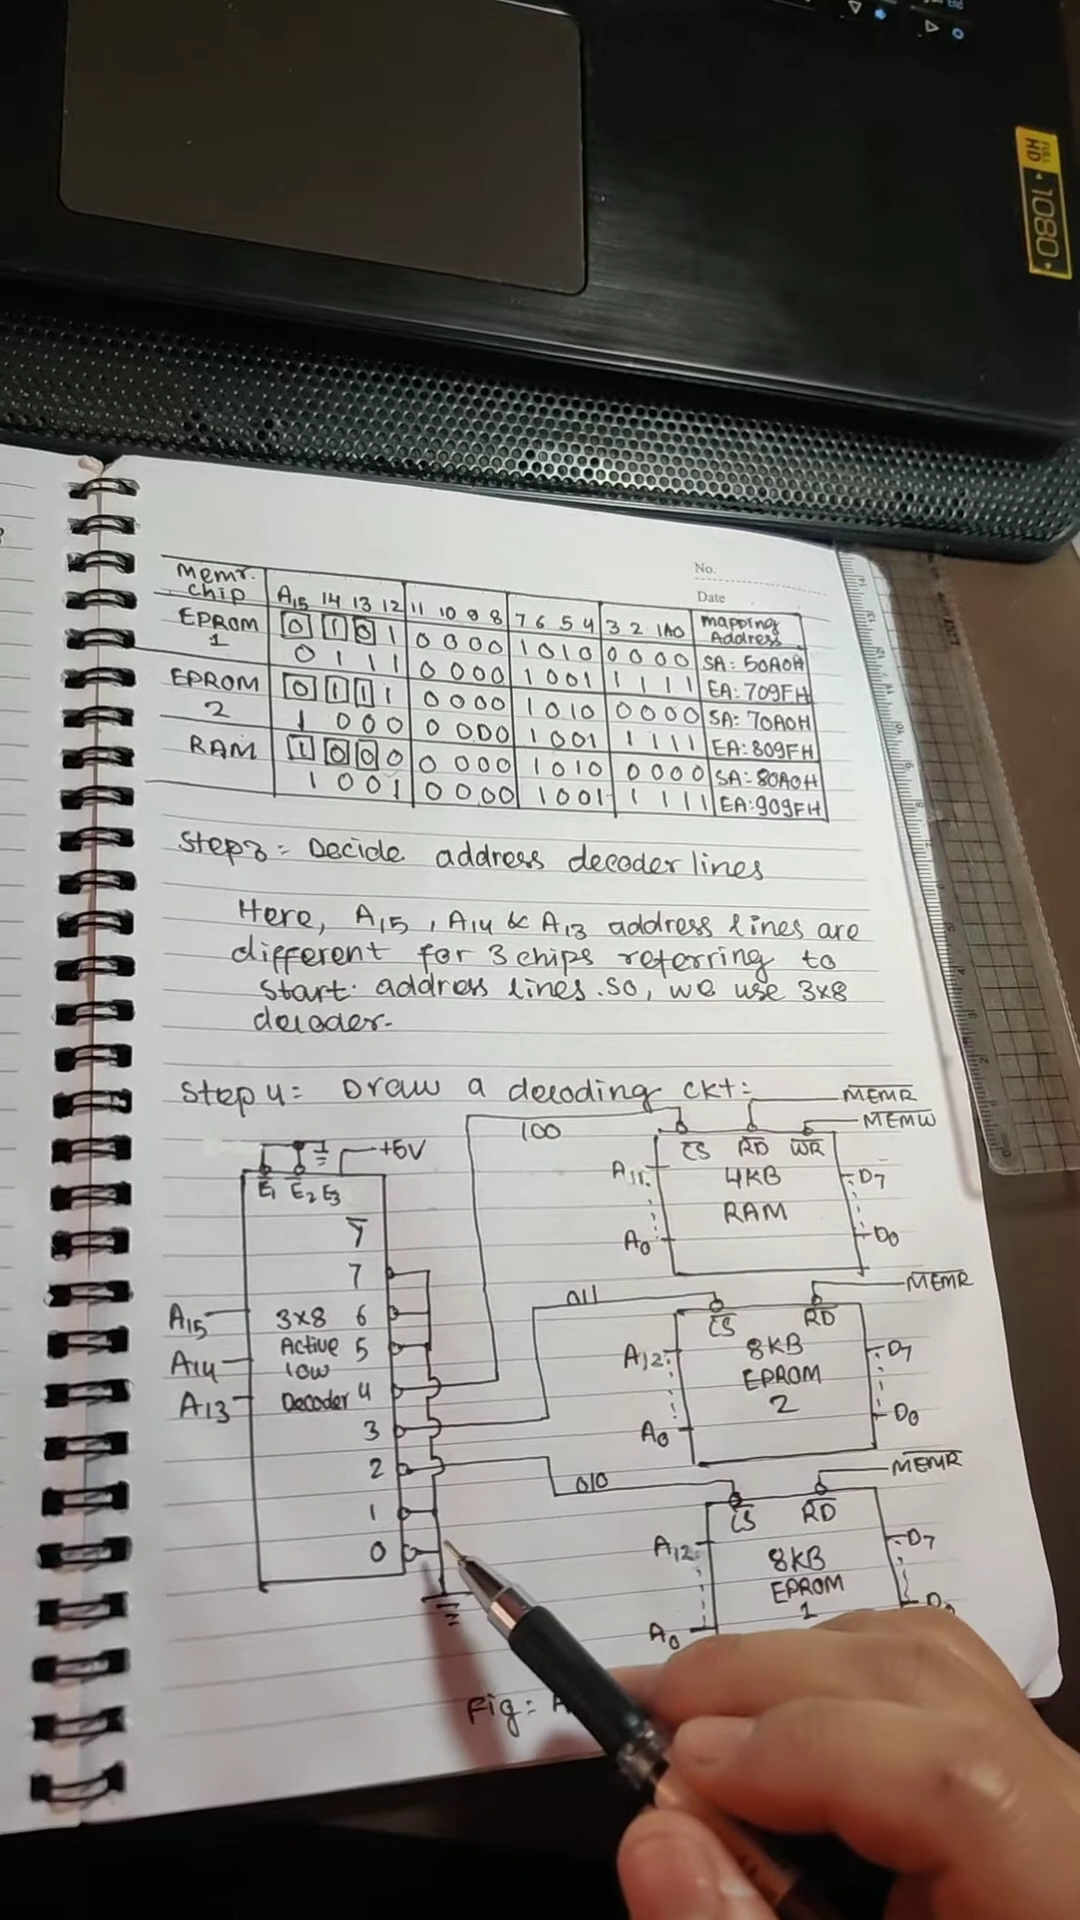 FULL HD 1080
No.
Date
Memr. chip A15 14 13 12 11 10 9 8 7 6 5 4 3 2 1 A0 Mapping Address
EPROM 1 0 1 0 1 0 0 0 0 1 0 1 0 0 0 0 0 SA: 50A0H
0 1 1 1 0 0 0 0 1 0 0 1 1 1 1 1 EA: 709FH
EPROM 2 0 1 1 1 0 0 0 0 1 0 1 0 0 0 0 0 SA: 70A0H
1 0 0 0 0 0 0 0 1 0 0 1 1 1 1 1 EA: 809FH
RAM 1 0 0 0 0 0 0 0 1 0 1 0 0 0 0 0 SA: 80A0H
1 0 0 1 0 0 0 0 1 0 0 1 1 1 1 1 EA: 909FH
Step3: Decide address decoder lines
Here, A15, A14 & A13 address lines are
different for 3 chips referring to
start address lines. So, we use 3x8
decoder.
Step 4: Draw a decoding ckt:
MEMR
MEMW
100
CS RD WR
+5V
E1 E2 E3
A11 4KB D7
RAM
A0 D0
Y
7
A15 3x8 6
Active 5
A14 low
A13 Decoder 4
3
2
1
0
011
MEMR
CS RD
A12 8KB D7
EPROM
2
A0 D0
010
MEMR
CS RD
A12 8KB D7
EPROM
1
A0 D0
Fig: